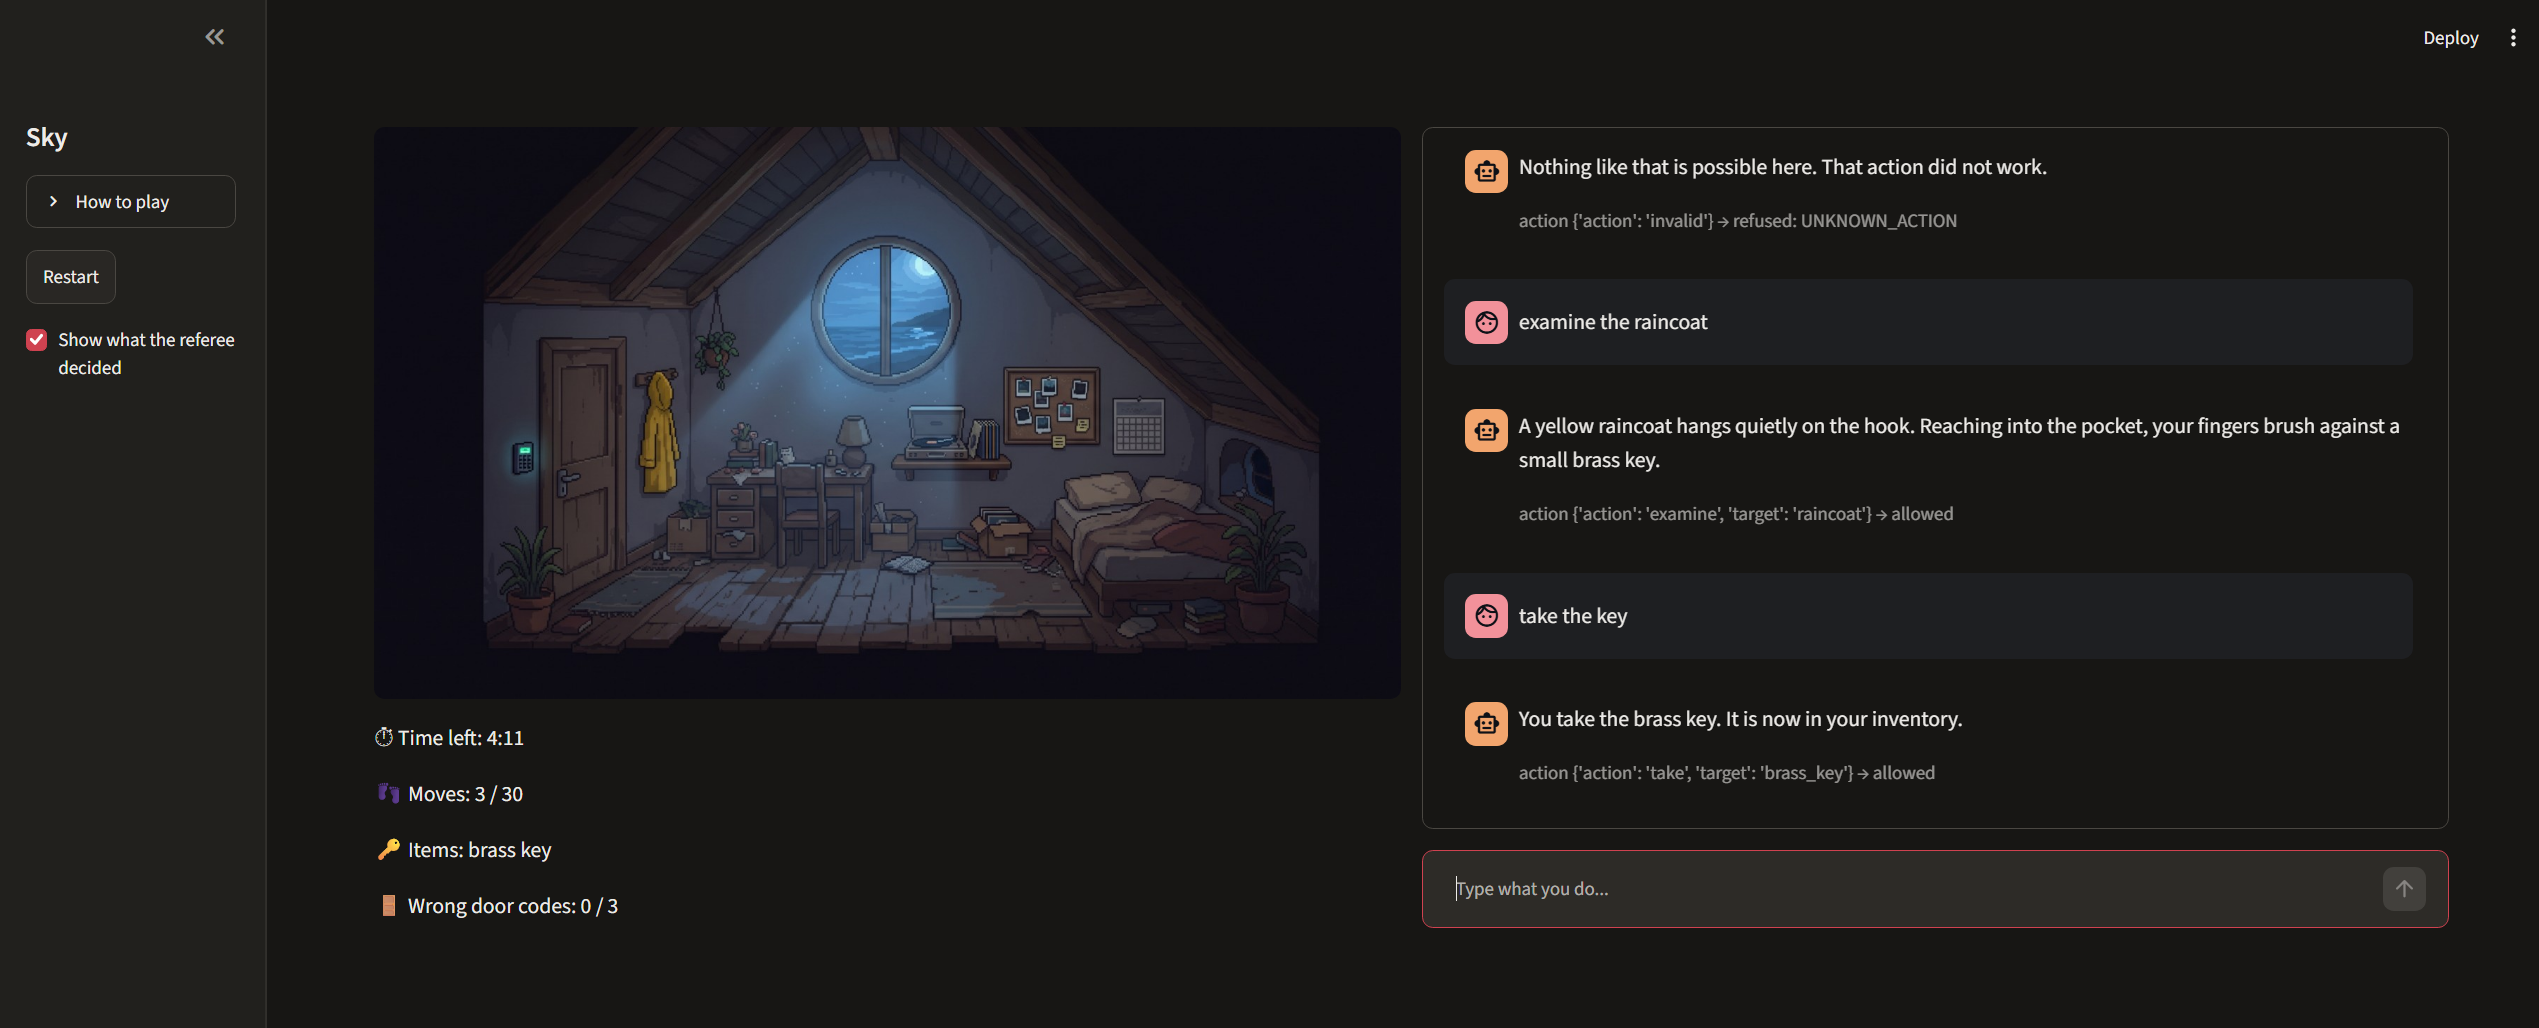 Deploy
Sky
How to play
Restart
Show what the referee
decided
Time left: 4:11
Moves: 3 / 30
Items: brass key
Wrong door codes: 0 / 3
Nothing like that is possible here. That action did not work.
action {'action': 'invalid'} → refused: UNKNOWN_ACTION
examine the raincoat
A yellow raincoat hangs quietly on the hook. Reaching into the pocket, your fingers brush against a
small brass key.
action {'action': 'examine', 'target': 'raincoat'} → allowed
take the key
You take the brass key. It is now in your inventory.
action {'action': 'take', 'target': 'brass_key'} → allowed
Type what you do...